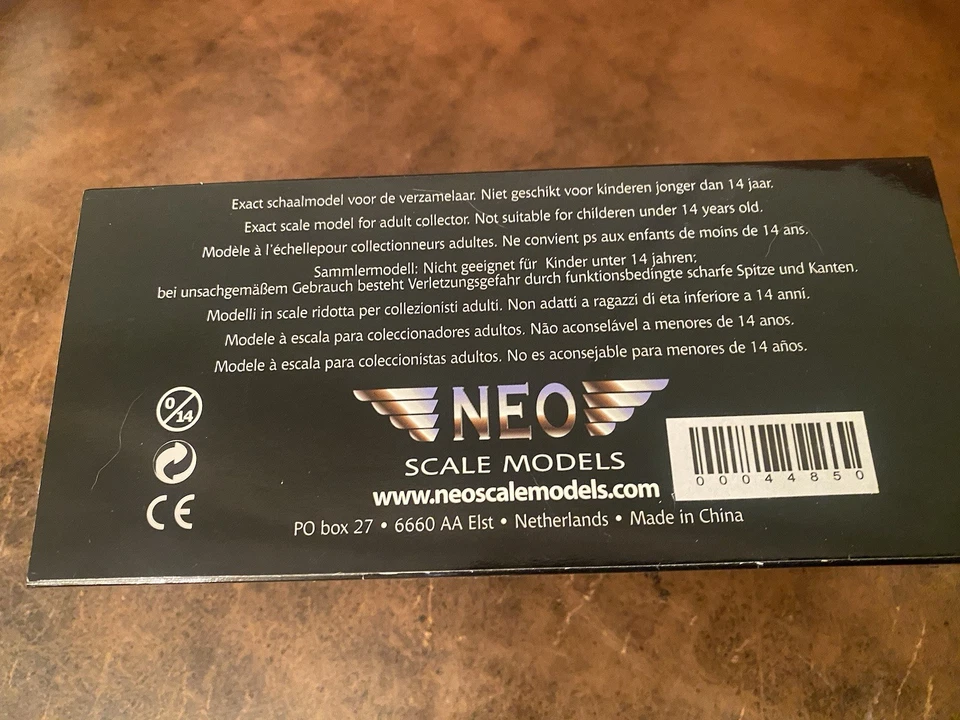 Exact schaalmodel voor de verzamelaar. Niet geschikt voor kinderen jonger dan 14 jaar.
Exact scale model for adult collector. Not suitable for childeren under 14 years old.
Modèle à l'échellepour collectionneurs adultes. Ne convient ps aux enfants de moins de 14 ans.
Sammlermodell: Nicht geeignet für Kinder unter 14 jahren:
bei unsachgemäßem Gebrauch besteht Verletzungsgefahr durch funktionsbedingte scharfe Spitze und Kanten.
Modelli in scale ridotta per collezionisti adulti. Non adatti a ragazzi di eta inferiore a 14 anni.
Modele à escala para coleccionadores adultos. Não aconselável a menores de 14 anos.
Modele à escala para coleccionistas adultos. No es aconsejable para menores de 14 años.
0/14
NEO
SCALE MODELS
0044850
www.neoscalemodels.com
CE
PO box 27 • 6660 AA Elst • Netherlands • Made in China